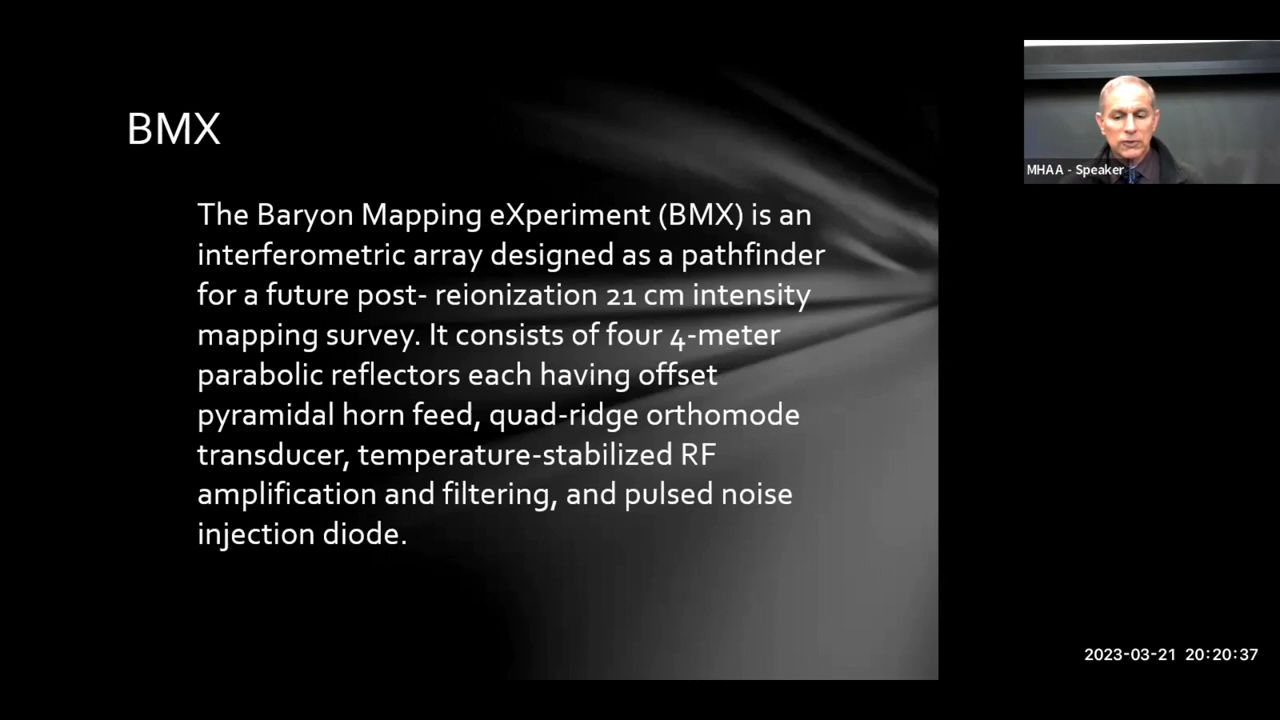 BMX
The Baryon Mapping eXperiment (BMX) is an
interferometric array designed as a pathfinder
for a future post- reionization 21 cm intensity
mapping survey. It consists of four 4-meter
parabolic reflectors each having offset
pyramidal horn feed, quad-ridge orthomode
transducer, temperature-stabilized RF
amplification and filtering, and pulsed noise
injection diode.
MHAA - Speaker
2023-03-21 20:20:37